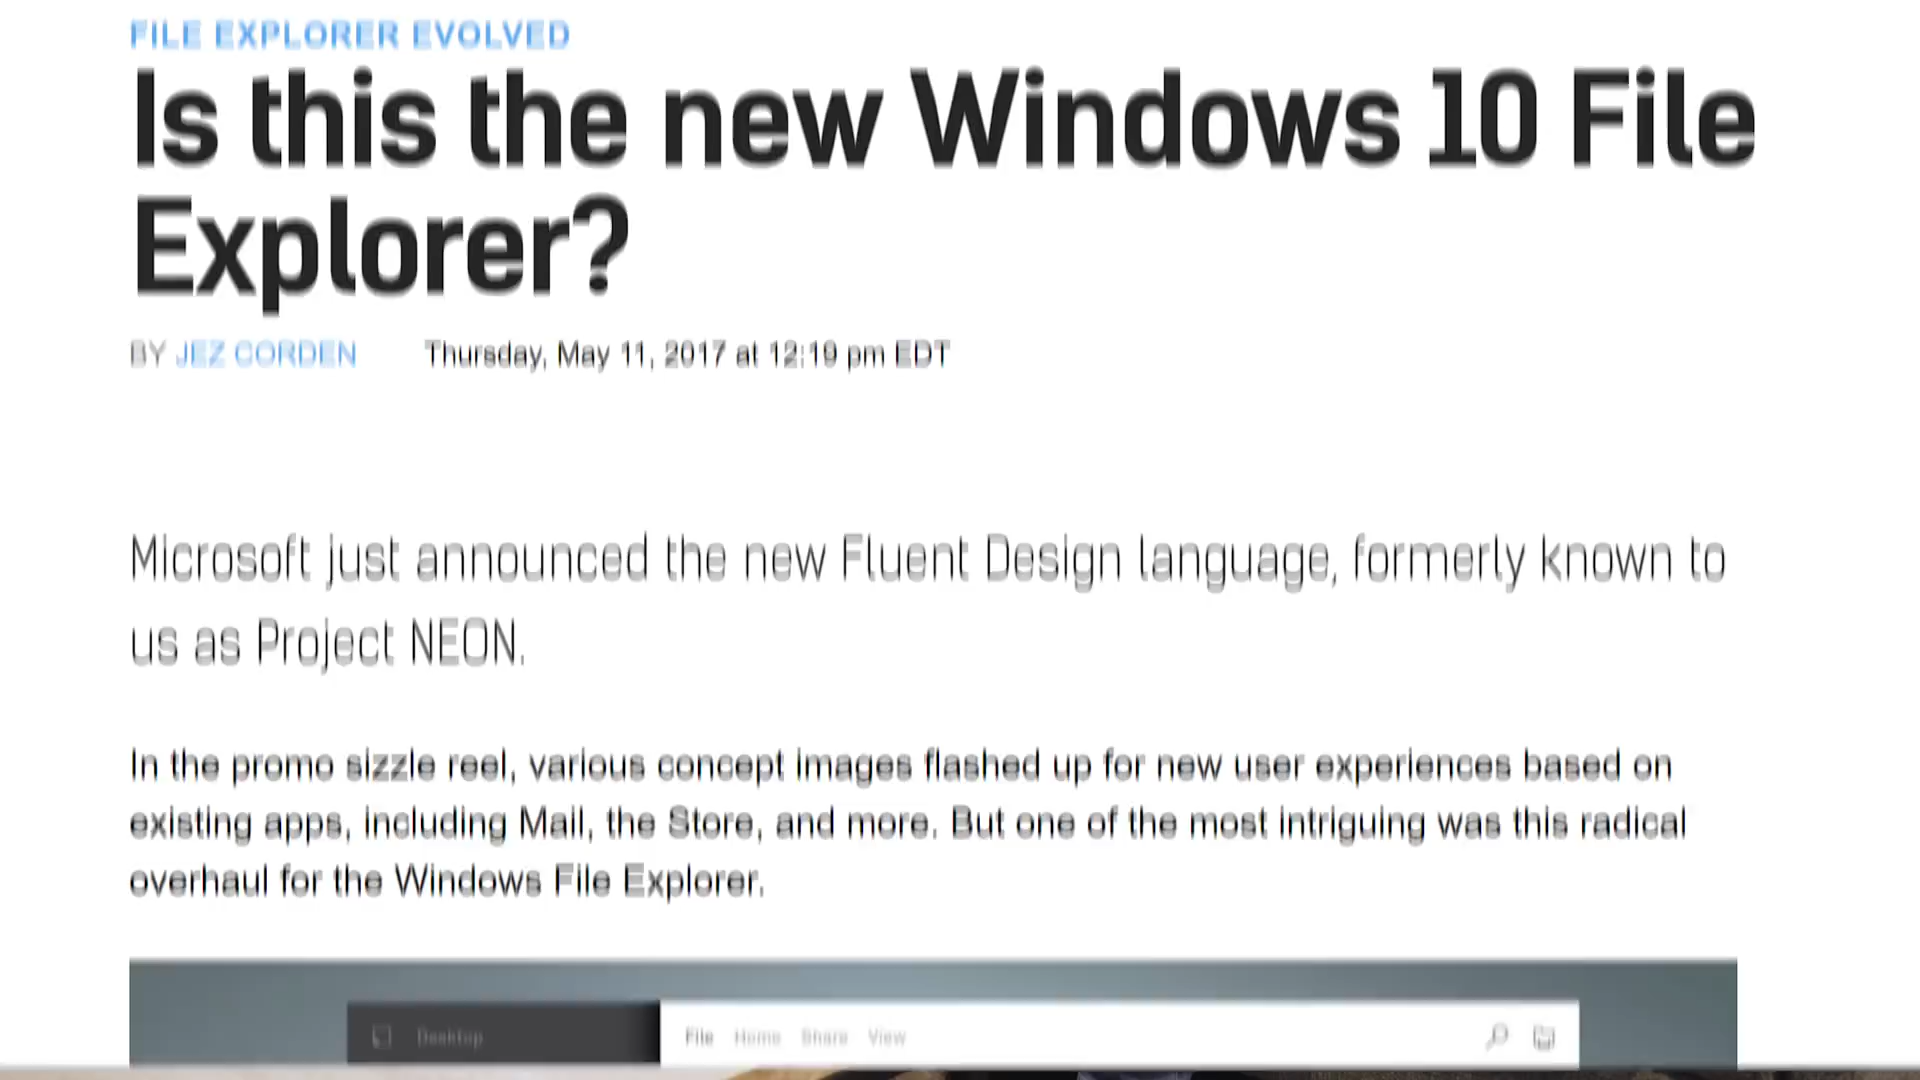 FILE EXPLORER EVOLVED
Is this the new Windows 10 File
Explorer?
BY JEZ CORDEN Thursday, May 11, 2017 at 12:19 pm EDT
Microsoft just announced the new Fluent Design language, formerly known to
us as Project NEON.
In the promo sizzle reel, various concept images flashed up for new user experiences based on
existing apps, including Mail, the Store, and more. But one of the most intriguing was this radical
overhaul for the Windows File Explorer.
Desktop File Home Share View